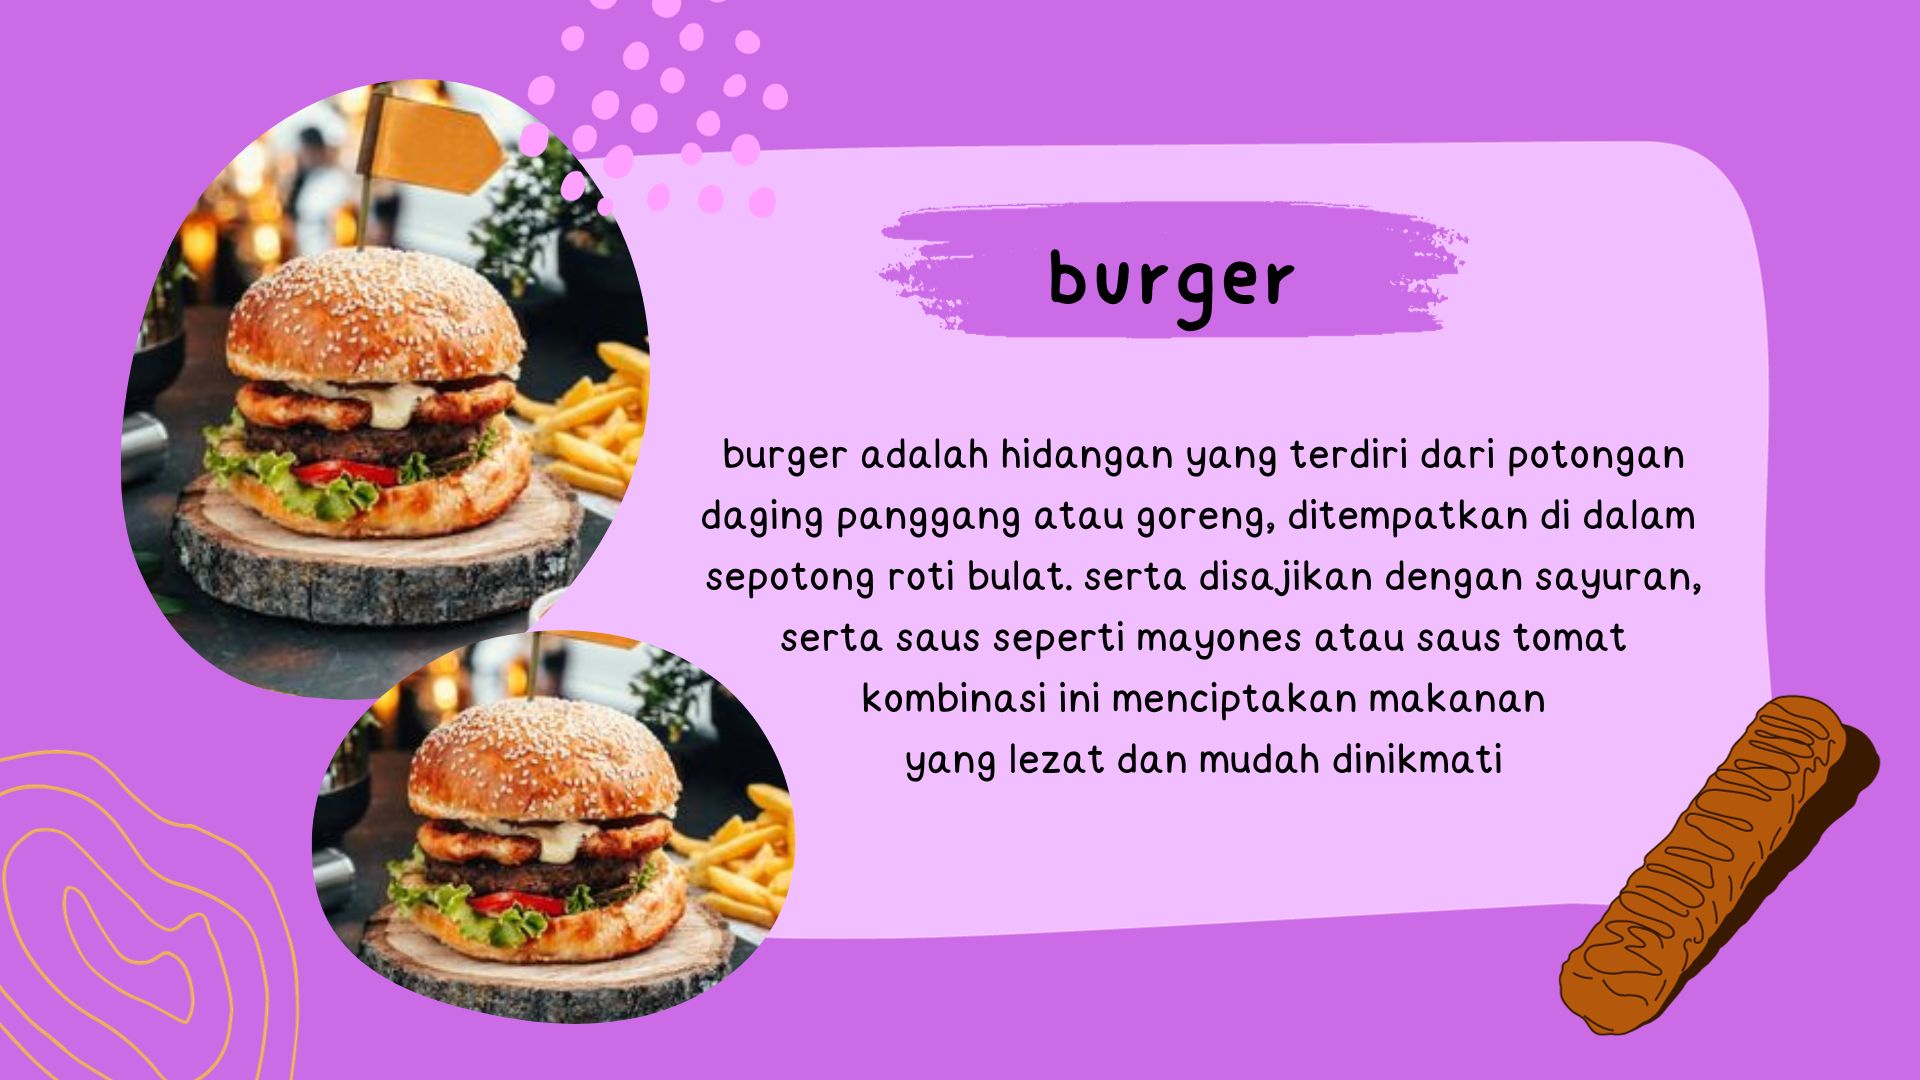 burger
burger adalah hidangan yang terdiri dari potongan
daging panggang atau goreng, ditempatkan di dalam
sepotong roti bulat. serta disajikan dengan sayuran,
serta saus seperti mayones atau saus tomat
kombinasi ini menciptakan makanan
yang lezat dan mudah dinikmati